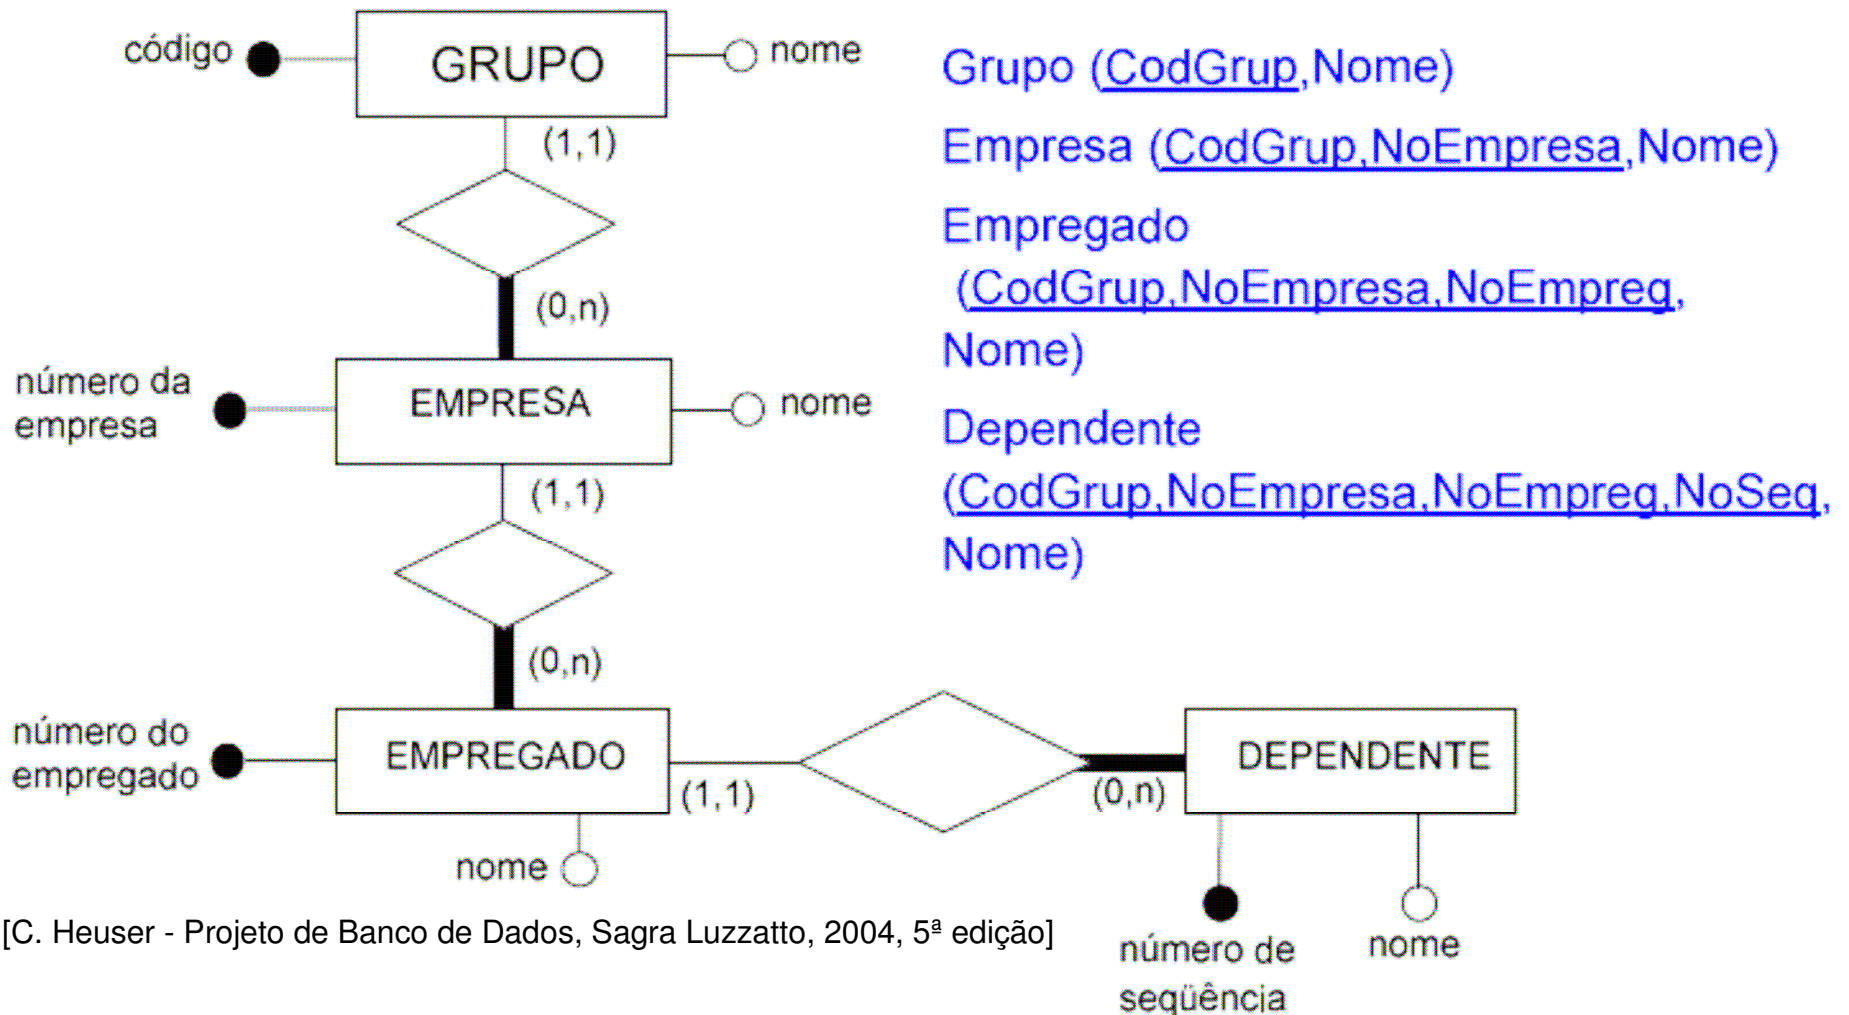 código
GRUPO
nome
(1,1)
(0,n)
número da
empresa
EMPRESA
nome
(1,1)
(0,n)
número do
empregado
EMPREGADO
(1,1)
(0,n)
DEPENDENTE
nome
número de
seqüência
nome
Grupo (CodGrup,Nome)
Empresa (CodGrup,NoEmpresa,Nome)
Empregado
(CodGrup,NoEmpresa,NoEmpreg,
Nome)
Dependente
(CodGrup,NoEmpresa,NoEmpreg,NoSeq,
Nome)
[C. Heuser - Projeto de Banco de Dados, Sagra Luzzatto, 2004, 5ª edição]